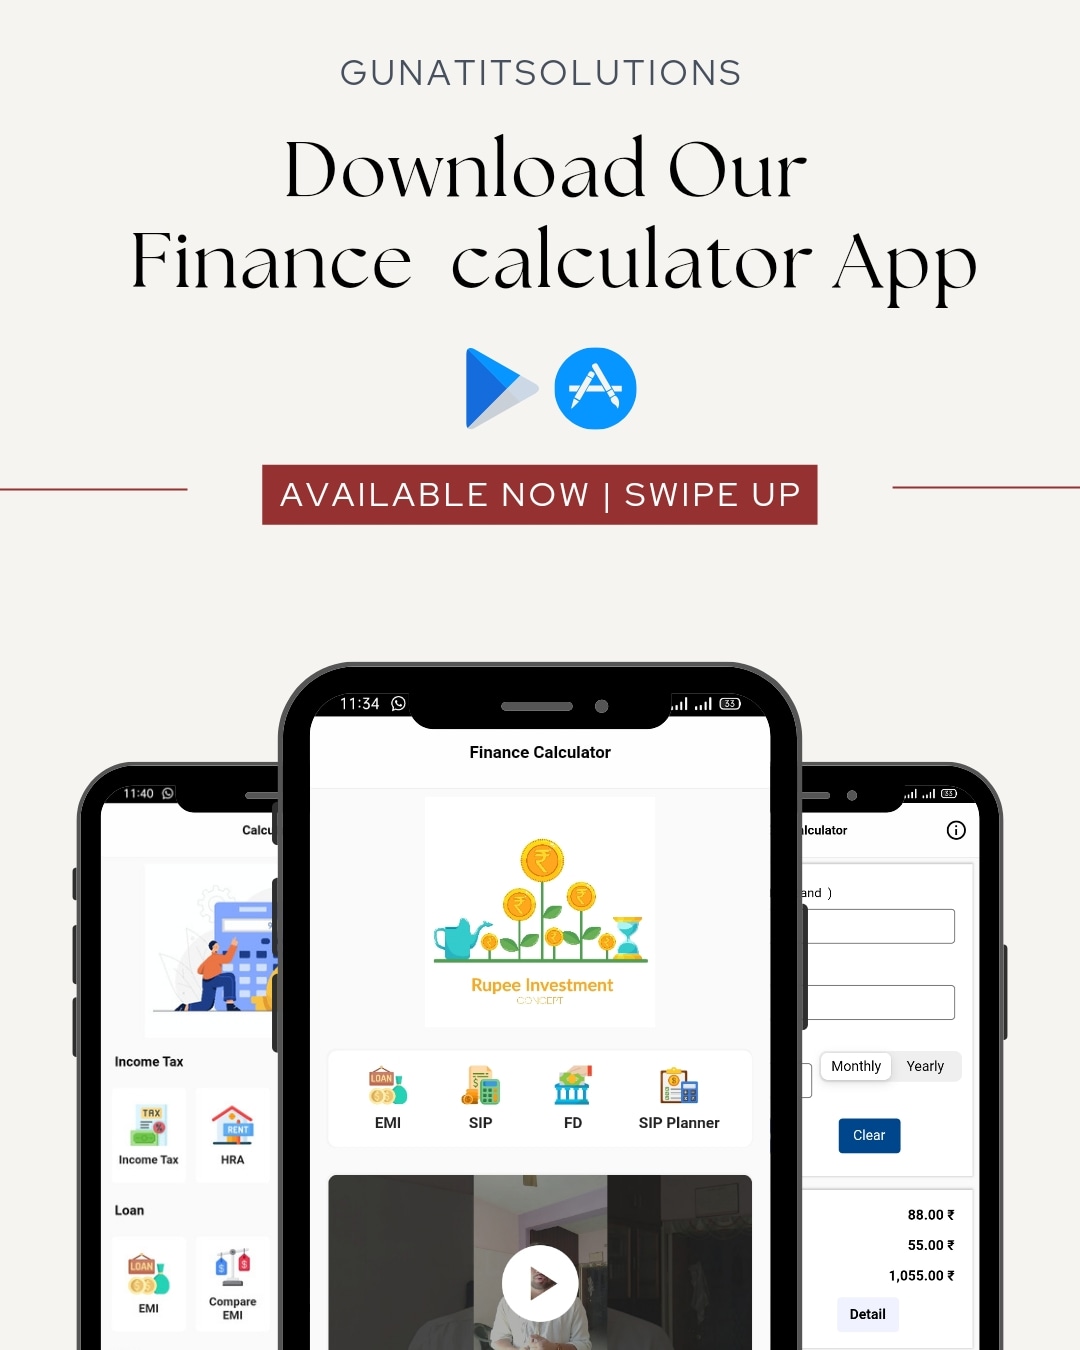 GUNATITSOLUTIONS
Download Our
Finance calculator App
AVAILABLE NOW | SWIPE UP
11:34
33
Finance Calculator
₹
₹ ₹
Rupee Investment
CONCEPT
LOAN
EMI SIP FD SIP Planner
11:40
Income Tax
TAX RENT
Income Tax HRA
Loan
LOAN
EMI Compare
EMI
33
lculator
)
Monthly Yearly
Clear
88.00 ₹
55.00 ₹
1,055.00 ₹
Detail